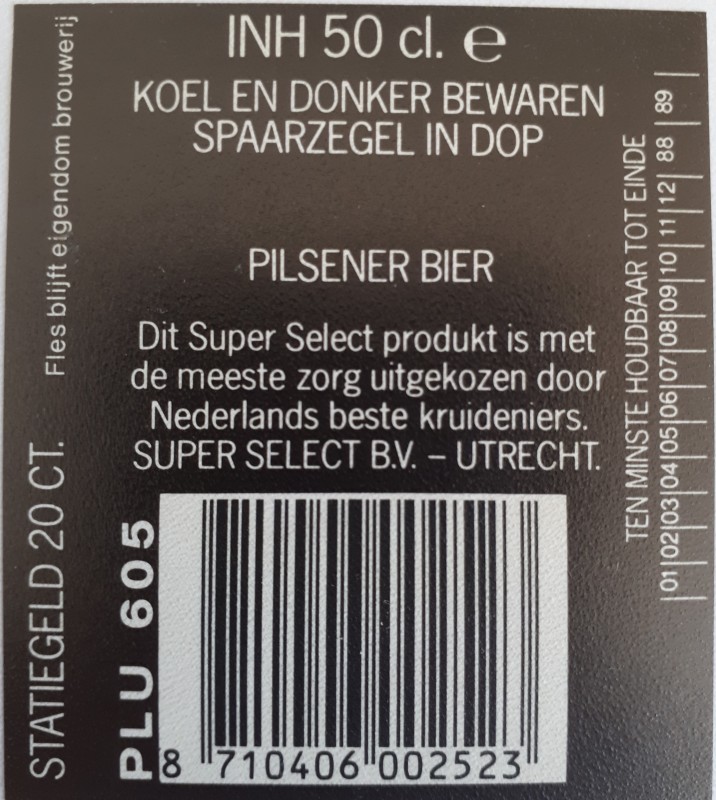 INH 50 cl. ℮
KOEL EN DONKER BEWAREN
SPAARZEGEL IN DOP
PILSENER BIER
Dit Super Select produkt is met
de meeste zorg uitgekozen door
Nederlands beste kruideniers.
SUPER SELECT B.V. – UTRECHT.
STATIEGELD 20 CT. Fles blijft eigendom brouwerij
PLU 605
8 710406 002523
TEN MINSTE HOUDBAAR TOT EINDE
|01|02|03|04|05|06|07|08|09|10|11|12| 88 | 89 |